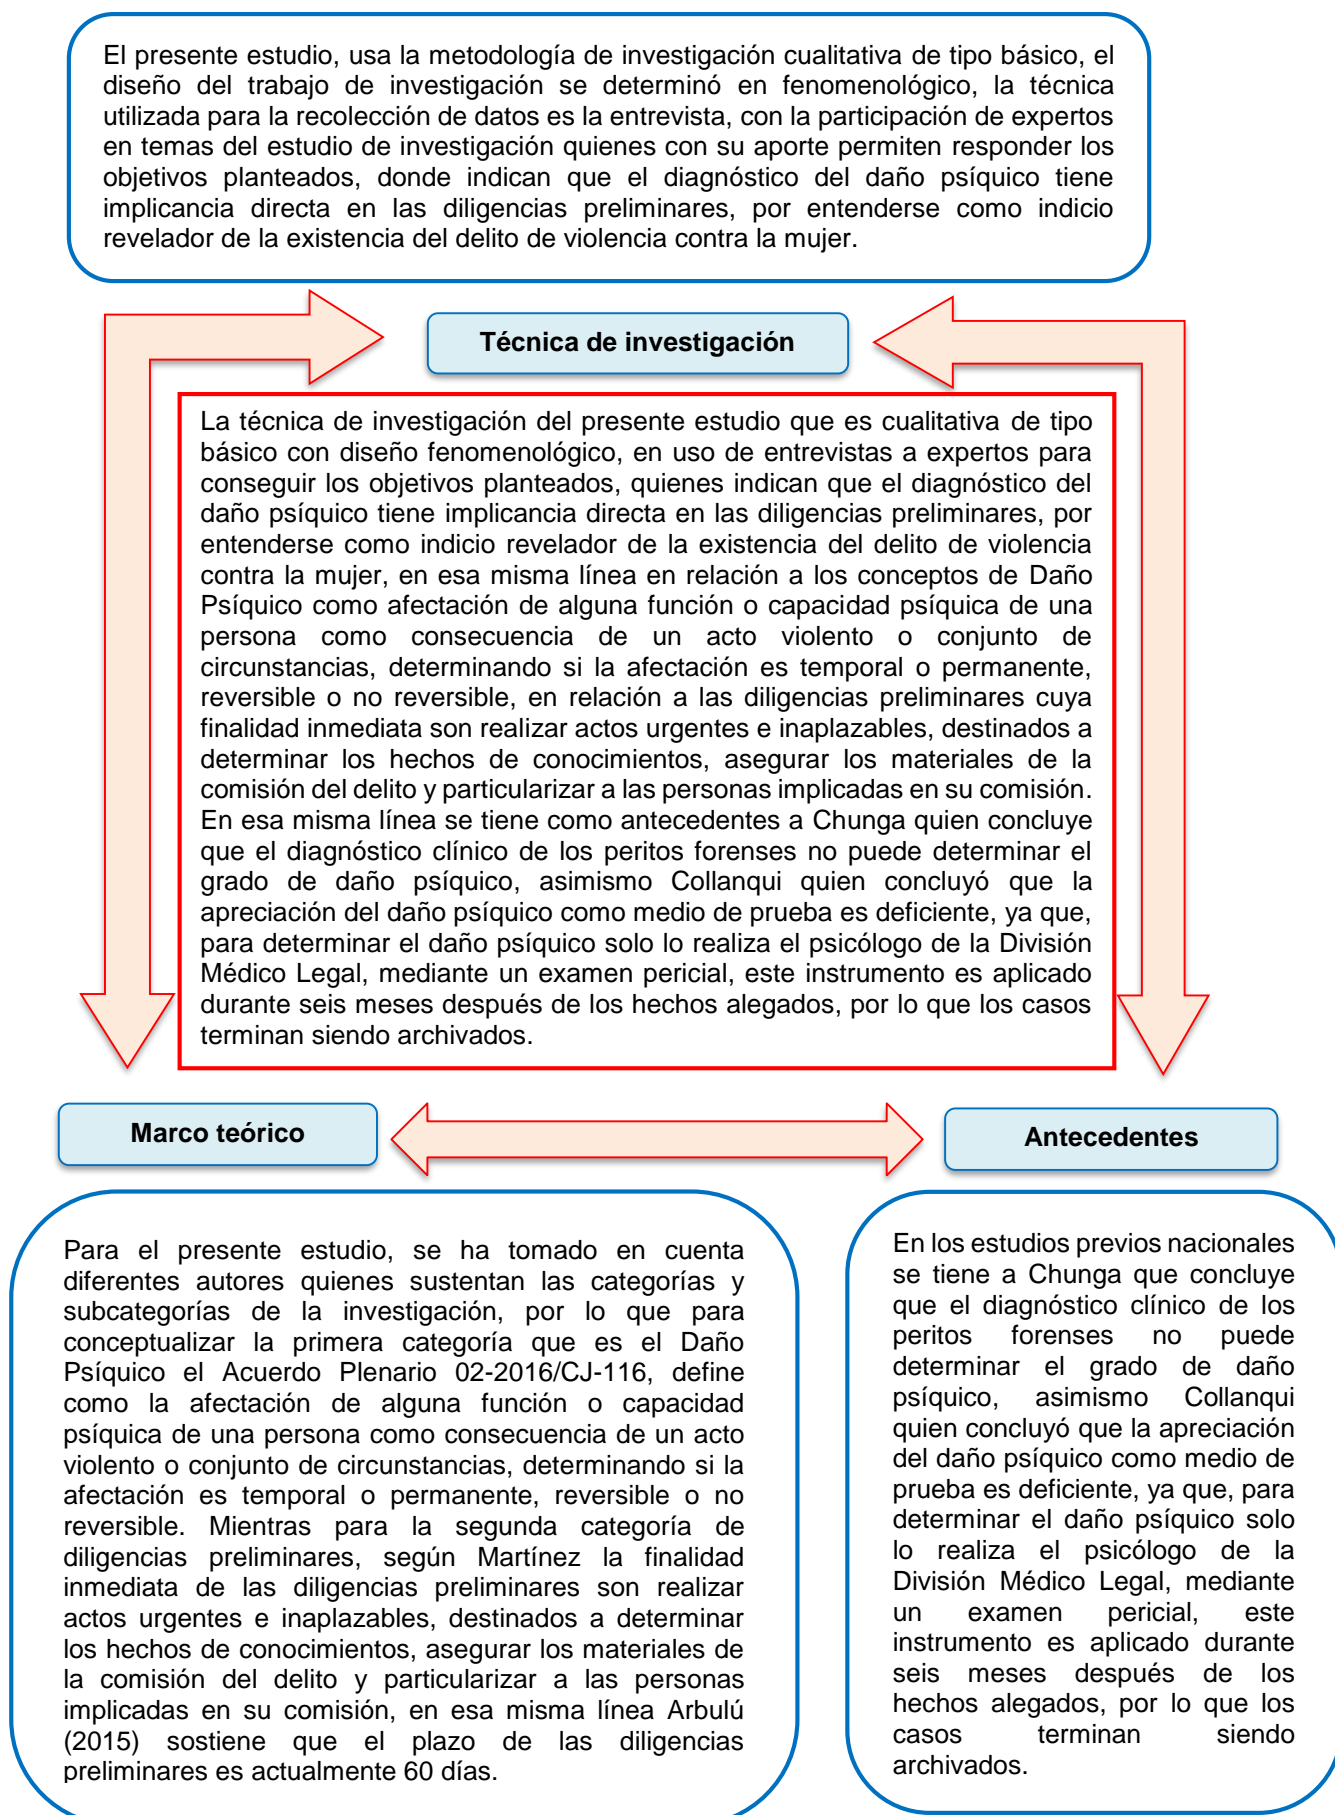 El presente estudio, usa la metodología de investigación cualitativa de tipo básico, el
diseño del trabajo de investigación se determinó en fenomenológico, la técnica
utilizada para la recolección de datos es la entrevista, con la participación de expertos
en temas del estudio de investigación quienes con su aporte permiten responder los
objetivos planteados, donde indican que el diagnóstico del daño psíquico tiene
implicancia directa en las diligencias preliminares, por entenderse como indicio
revelador de la existencia del delito de violencia contra la mujer.
Técnica de investigación
La técnica de investigación del presente estudio que es cualitativa de tipo
básico con diseño fenomenológico, en uso de entrevistas a expertos para
conseguir los objetivos planteados, quienes indican que el diagnóstico del
daño psíquico tiene implicancia directa en las diligencias preliminares, por
entenderse como indicio revelador de la existencia del delito de violencia
contra la mujer, en esa misma línea en relación a los conceptos de Daño
Psíquico como afectación de alguna función o capacidad psíquica de una
persona como consecuencia de un acto violento o conjunto de
circunstancias, determinando si la afectación es temporal o permanente,
reversible o no reversible, en relación a las diligencias preliminares cuya
finalidad inmediata son realizar actos urgentes e inaplazables, destinados a
determinar los hechos de conocimientos, asegurar los materiales de la
comisión del delito y particularizar a las personas implicadas en su comisión.
En esa misma línea se tiene como antecedentes a Chunga quien concluye
que el diagnóstico clínico de los peritos forenses no puede determinar el
grado de daño psíquico, asimismo Collanqui quien concluyó que la
apreciación del daño psíquico como medio de prueba es deficiente, ya que,
para determinar el daño psíquico solo lo realiza el psicólogo de la División
Médico Legal, mediante un examen pericial, este instrumento es aplicado
durante seis meses después de los hechos alegados, por lo que los casos
terminan siendo archivados.
Marco teórico
Antecedentes
Para el presente estudio, se ha tomado en cuenta
diferentes autores quienes sustentan las categorías y
subcategorías de la investigación, por lo que para
conceptualizar la primera categoría que es el Daño
Psíquico el Acuerdo Plenario 02-2016/CJ-116, define
como la afectación de alguna función o capacidad
psíquica de una persona como consecuencia de un acto
violento o conjunto de circunstancias, determinando si la
afectación es temporal o permanente, reversible o no
reversible. Mientras para la segunda categoría de
diligencias preliminares, según Martínez la finalidad
inmediata de las diligencias preliminares son realizar
actos urgentes e inaplazables, destinados a determinar
los hechos de conocimientos, asegurar los materiales de
la comisión del delito y particularizar a las personas
implicadas en su comisión, en esa misma línea Arbulú
(2015) sostiene que el plazo de las diligencias
preliminares es actualmente 60 días.
En los estudios previos nacionales
se tiene a Chunga que concluye
que el diagnóstico clínico de los
peritos forenses no puede
determinar el grado de daño
psíquico, asimismo Collanqui
quien concluyó que la apreciación
del daño psíquico como medio de
prueba es deficiente, ya que, para
determinar el daño psíquico solo
lo realiza el psicólogo de la
División Médico Legal, mediante
un examen pericial, este
instrumento es aplicado durante
seis meses después de los
hechos alegados, por lo que los
casos terminan siendo
archivados.